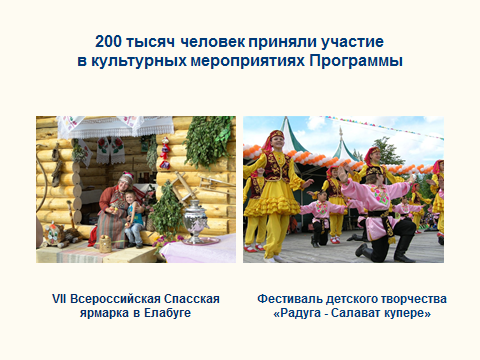 200 тысяч человек приняли участие
в культурных мероприятиях Программы
VII Всероссийская Спасская
ярмарка в Елабуге
Фестиваль детского творчества
«Радуга - Салават купере»